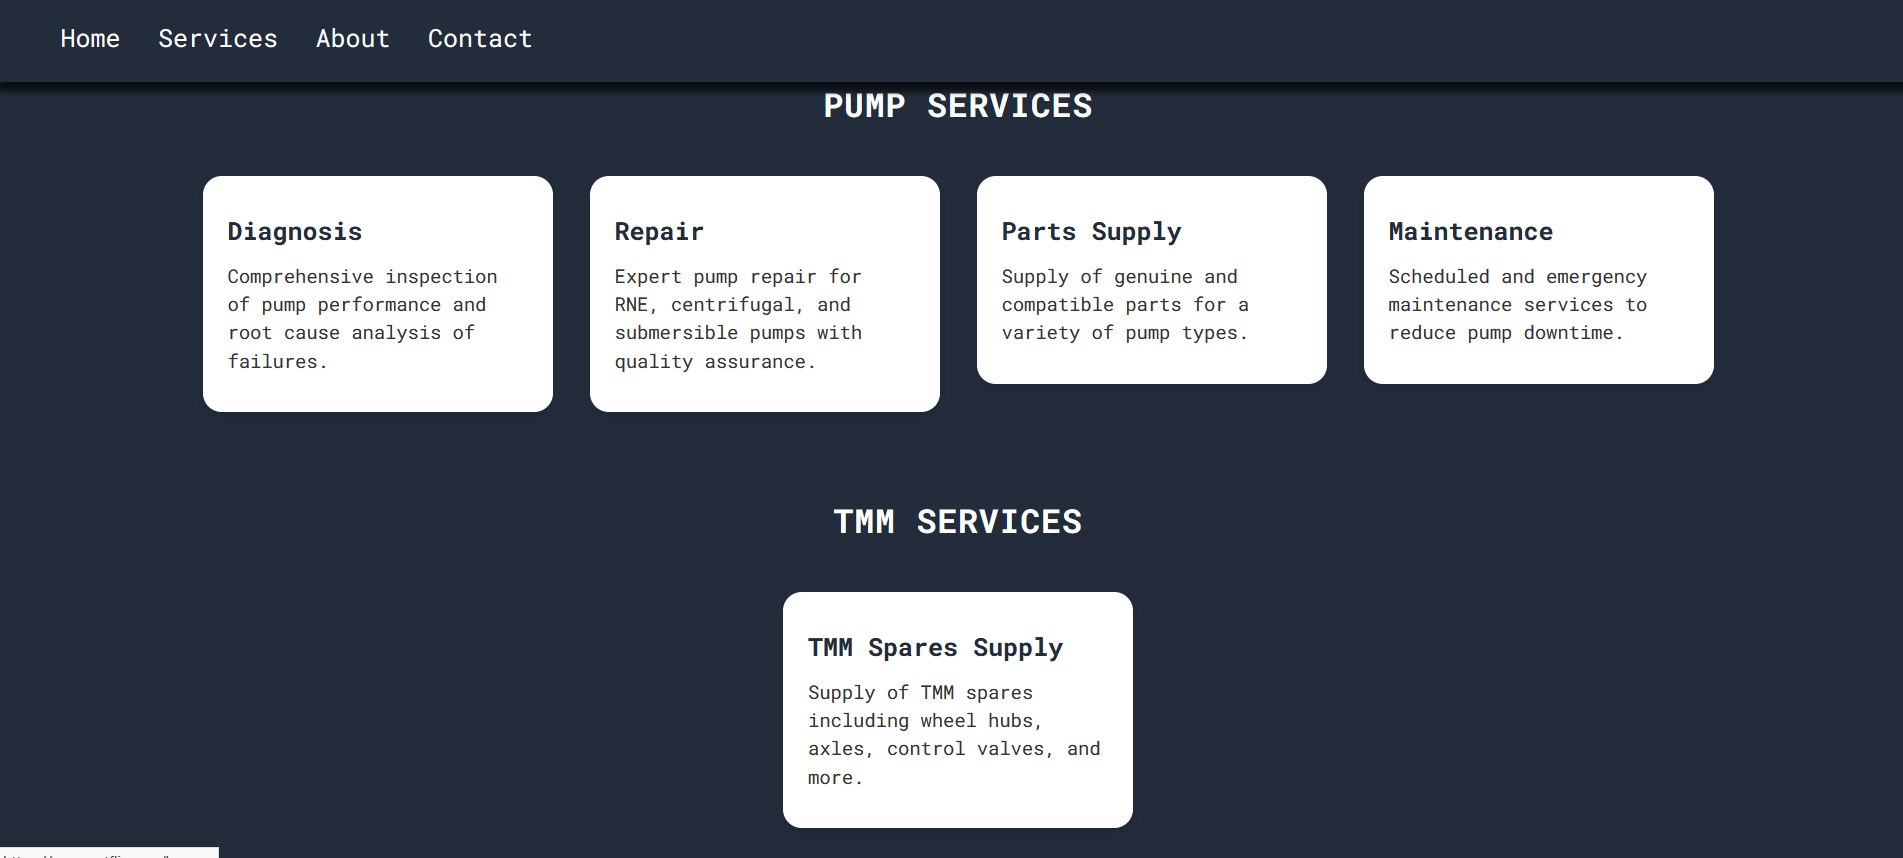 Home Services About Contact
PUMP SERVICES
Diagnosis
Comprehensive inspection
of pump performance and
root cause analysis of
failures.
Repair
Expert pump repair for
RNE, centrifugal, and
submersible pumps with
quality assurance.
Parts Supply
Supply of genuine and
compatible parts for a
variety of pump types.
Maintenance
Scheduled and emergency
maintenance services to
reduce pump downtime.
TMM SERVICES
TMM Spares Supply
Supply of TMM spares
including wheel hubs,
axles, control valves, and
more.